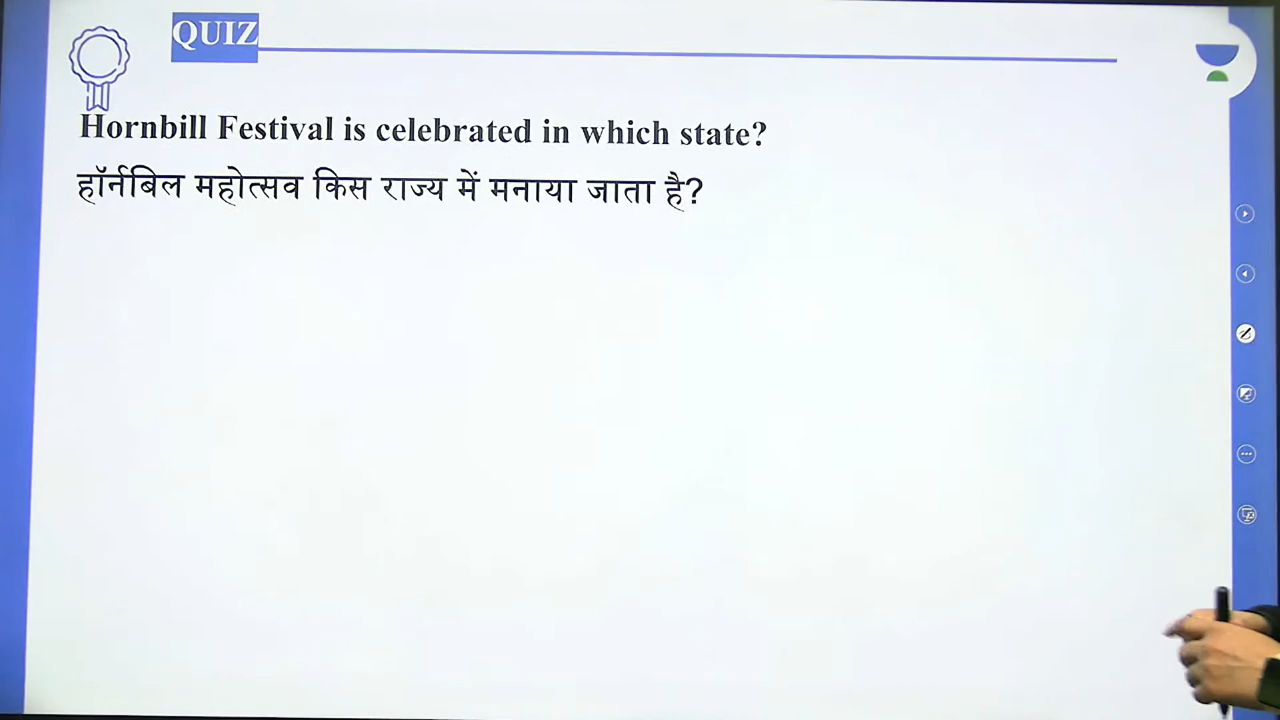 QUIZ
Hornbill Festival is celebrated in which state?
हॉर्नबिल महोत्सव किस राज्य में मनाया जाता है?